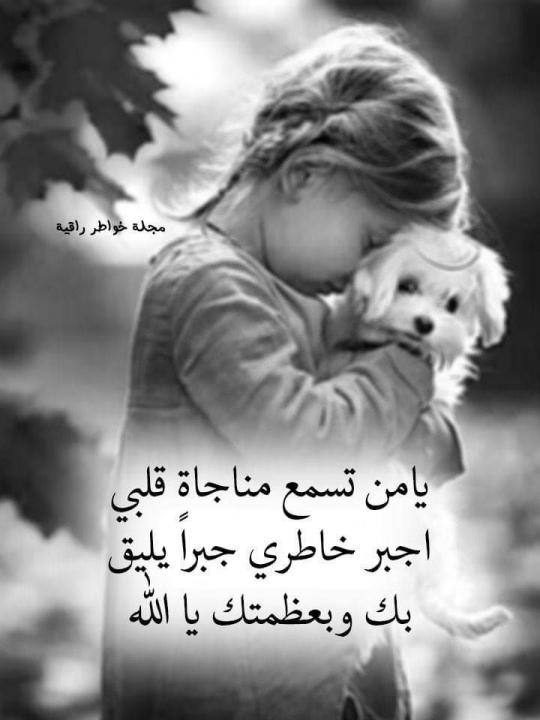 مجلة خواطر راقية
يامن تسمع مناجاة قلبي
اجبر خاطري جبراً يليق
بك وبعظمتك يا الله